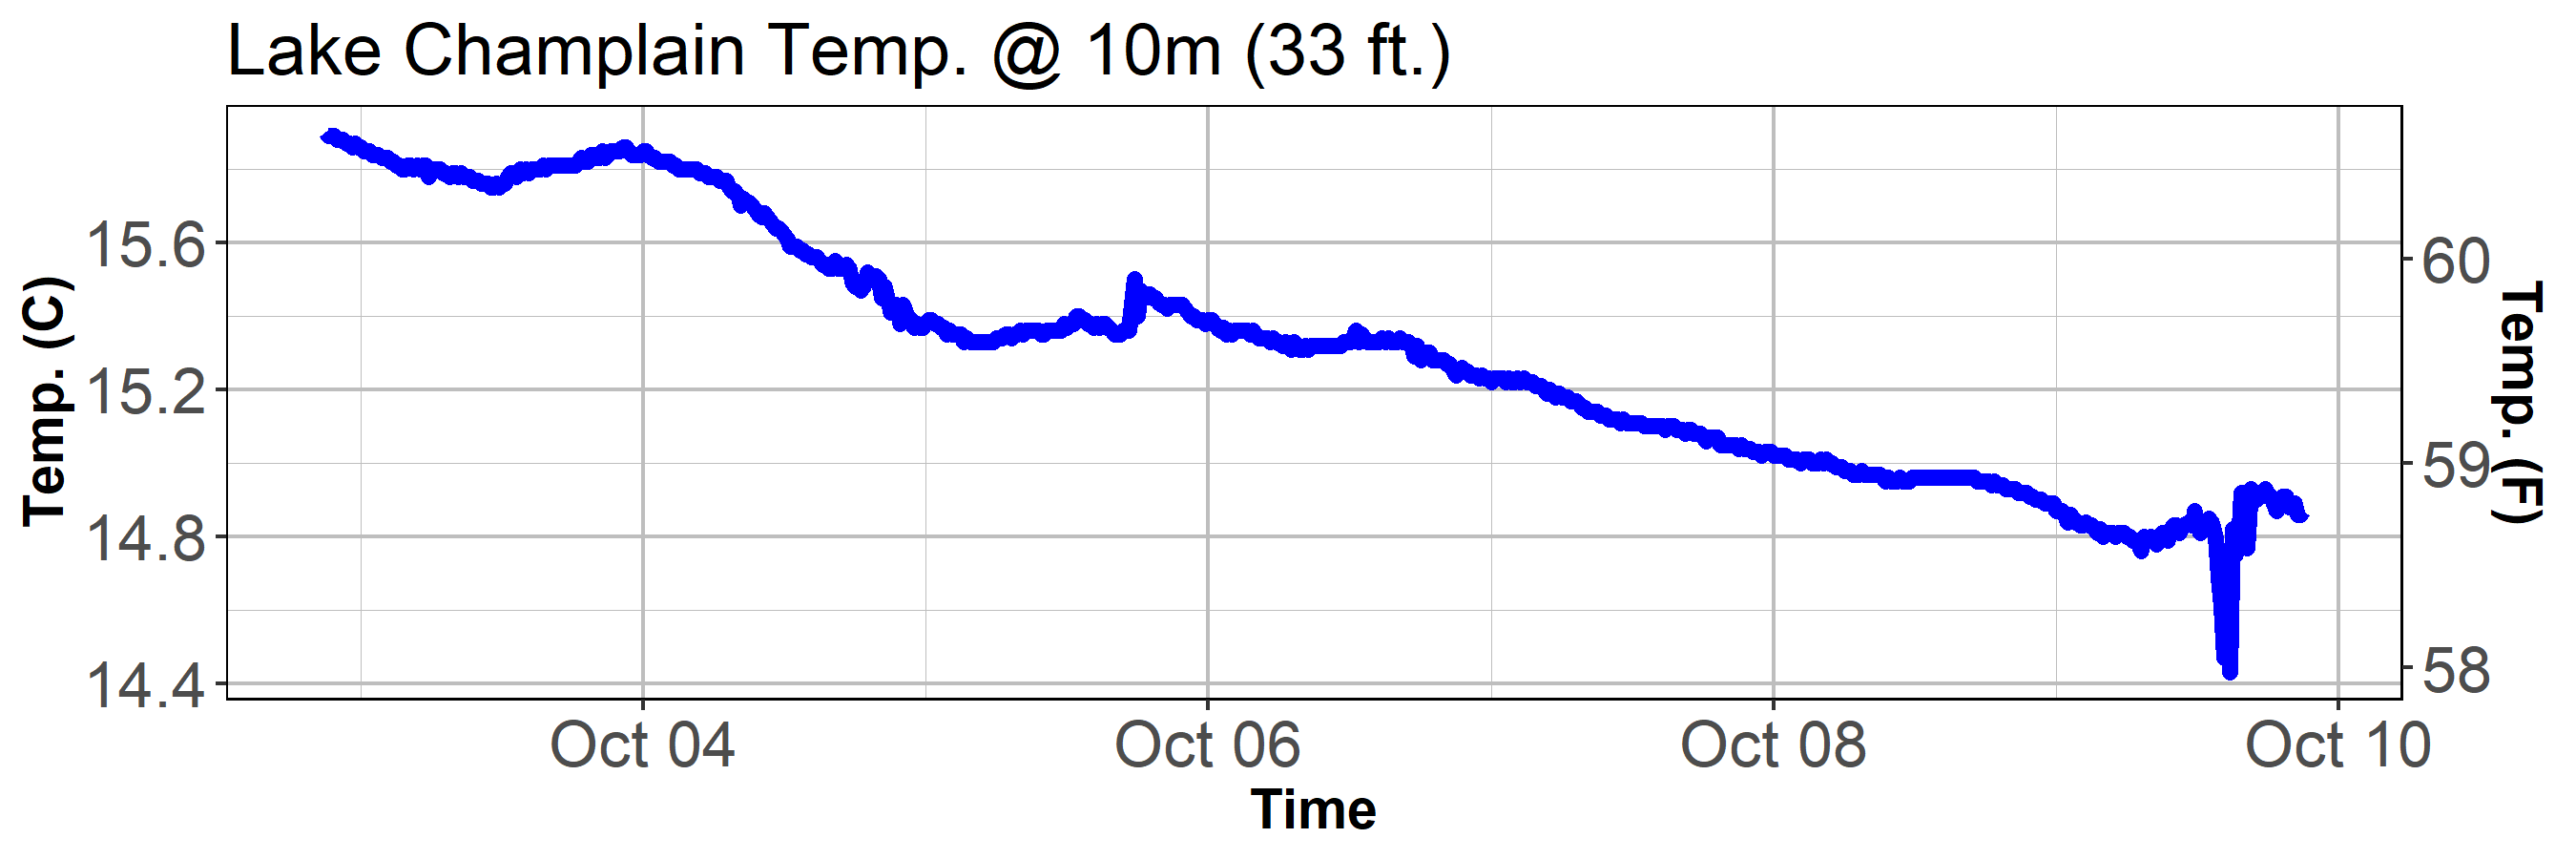 Lake Champlain Temp. @ 10m (33 ft.)
Temp. (C)
15.6
15.2
14.8
14.4
60
59
58
Temp. (F)
Oct 04 Oct 06 Oct 08 Oct 10
Time